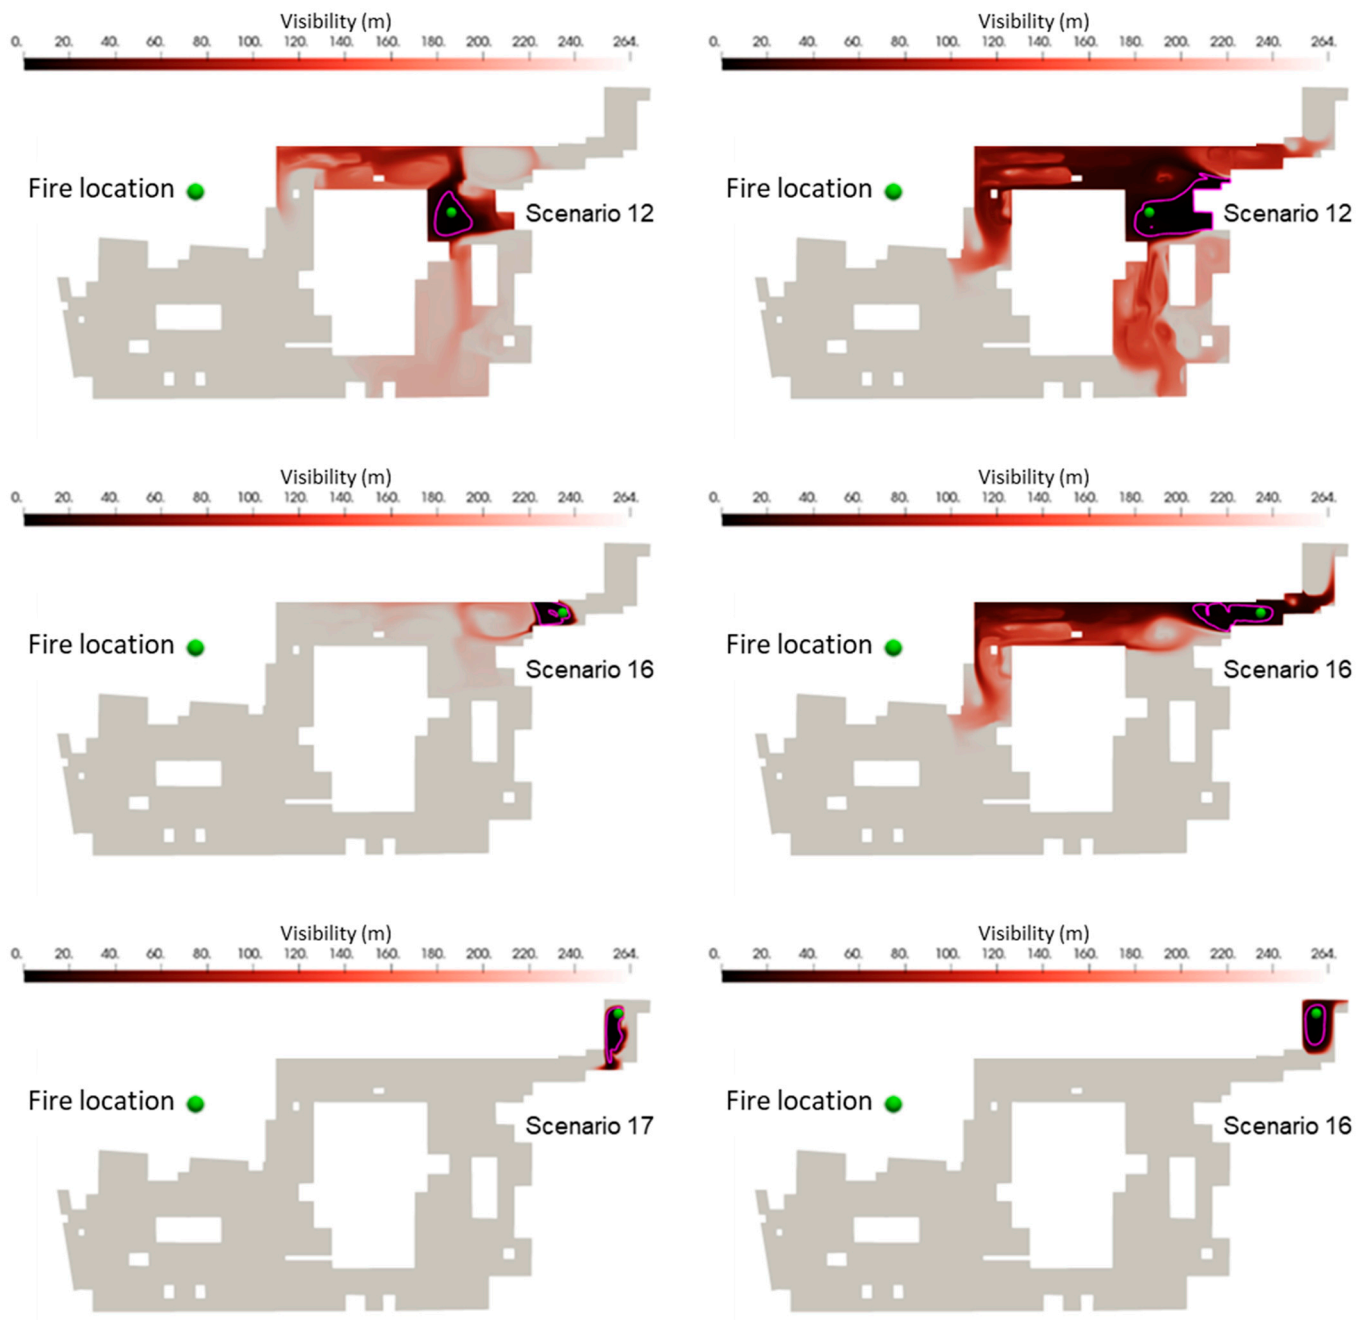 Visibility (m)
0. 20. 40. 60. 80. 100. 120. 140. 160. 180. 200. 220. 240. 264.
Fire location
Scenario 12
Visibility (m)
0. 20. 40. 60. 80. 100. 120. 140. 160. 180. 200. 220. 240. 264.
Fire location
Scenario 12
Visibility (m)
0. 20. 40. 60. 80. 100. 120. 140. 160. 180. 200. 220. 240. 264.
Fire location
Scenario 16
Visibility (m)
0. 20. 40. 60. 80. 100. 120. 140. 160. 180. 200. 220. 240. 264.
Fire location
Scenario 16
Visibility (m)
0. 20. 40. 60. 80. 100. 120. 140. 160. 180. 200. 220. 240. 264.
Fire location
Scenario 17
Visibility (m)
0. 20. 40. 60. 80. 100. 120. 140. 160. 180. 200. 220. 240. 264.
Fire location
Scenario 16